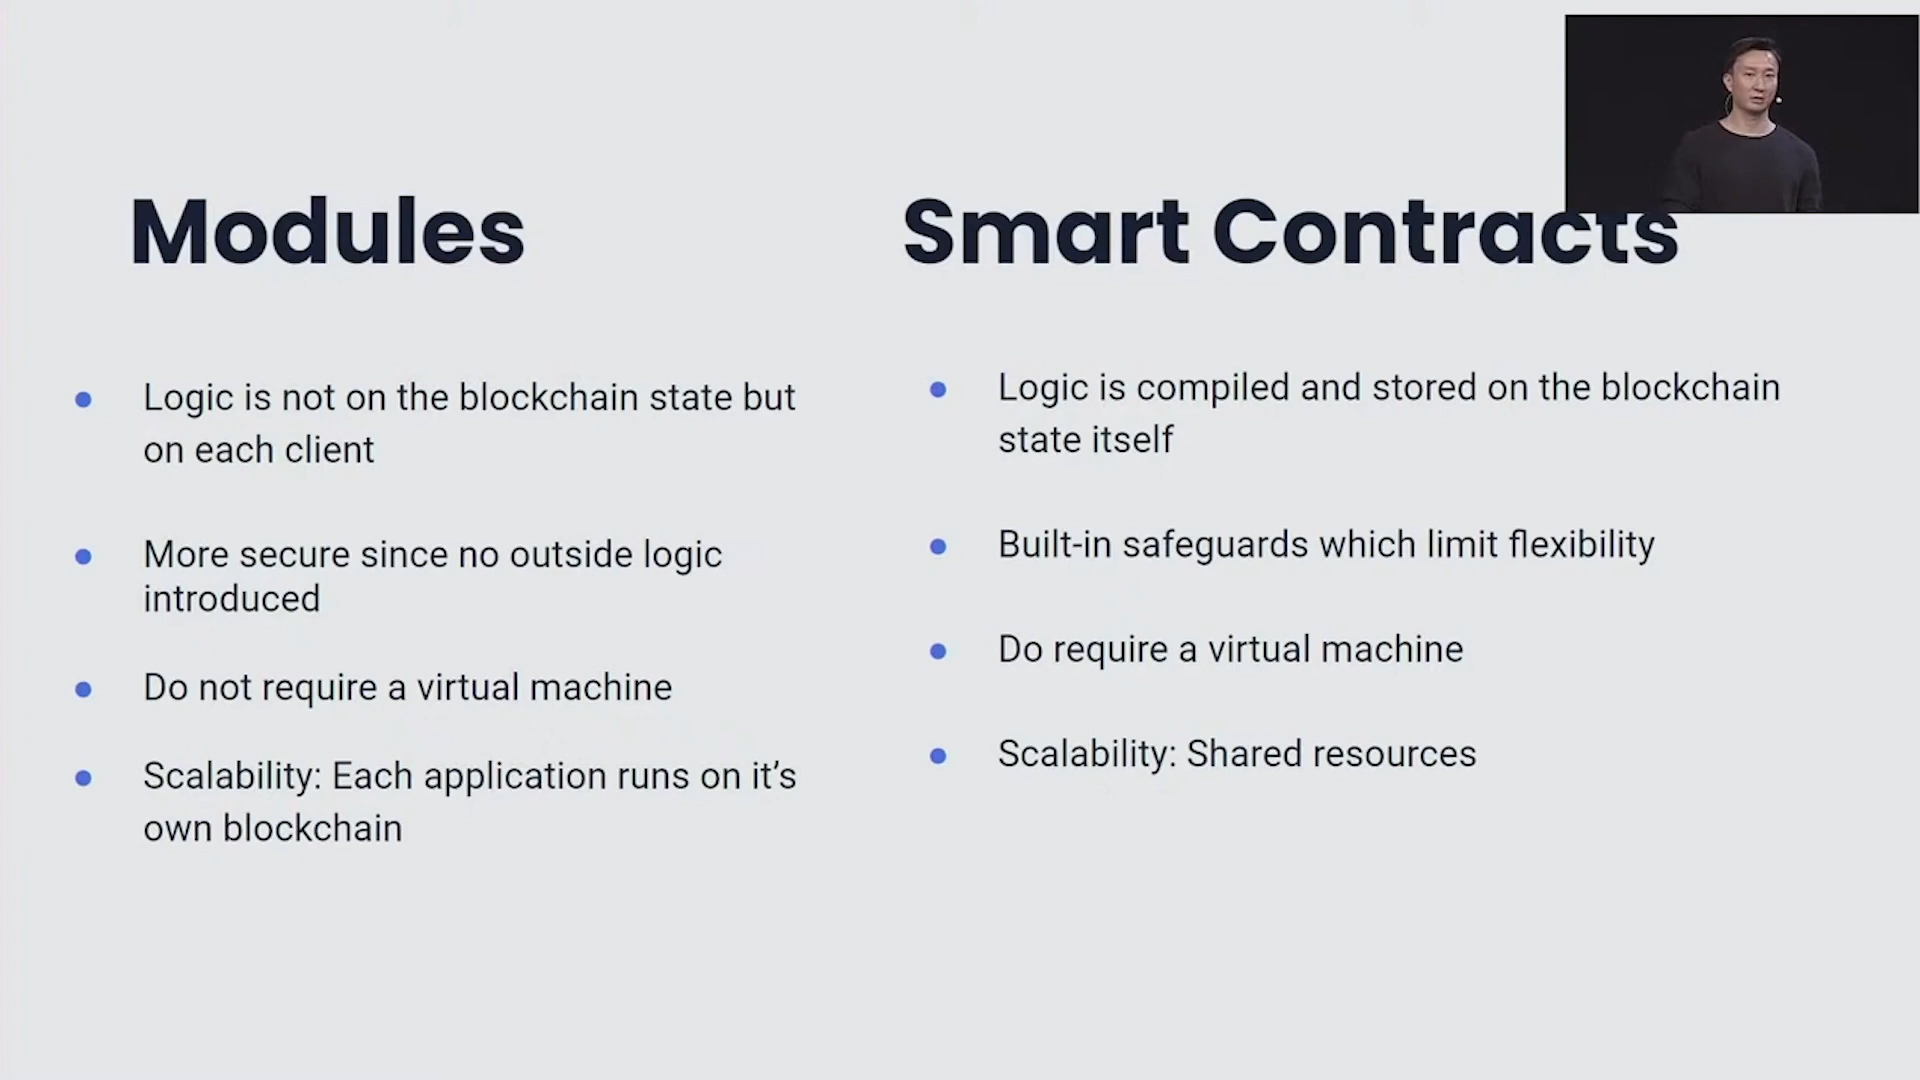 Modules
Logic is not on the blockchain state but
on each client
More secure since no outside logic
introduced
Do not require a virtual machine
Scalability: Each application runs on it’s
own blockchain
Smart Contracts
Logic is compiled and stored on the blockchain
state itself
Built-in safeguards which limit flexibility
Do require a virtual machine
Scalability: Shared resources